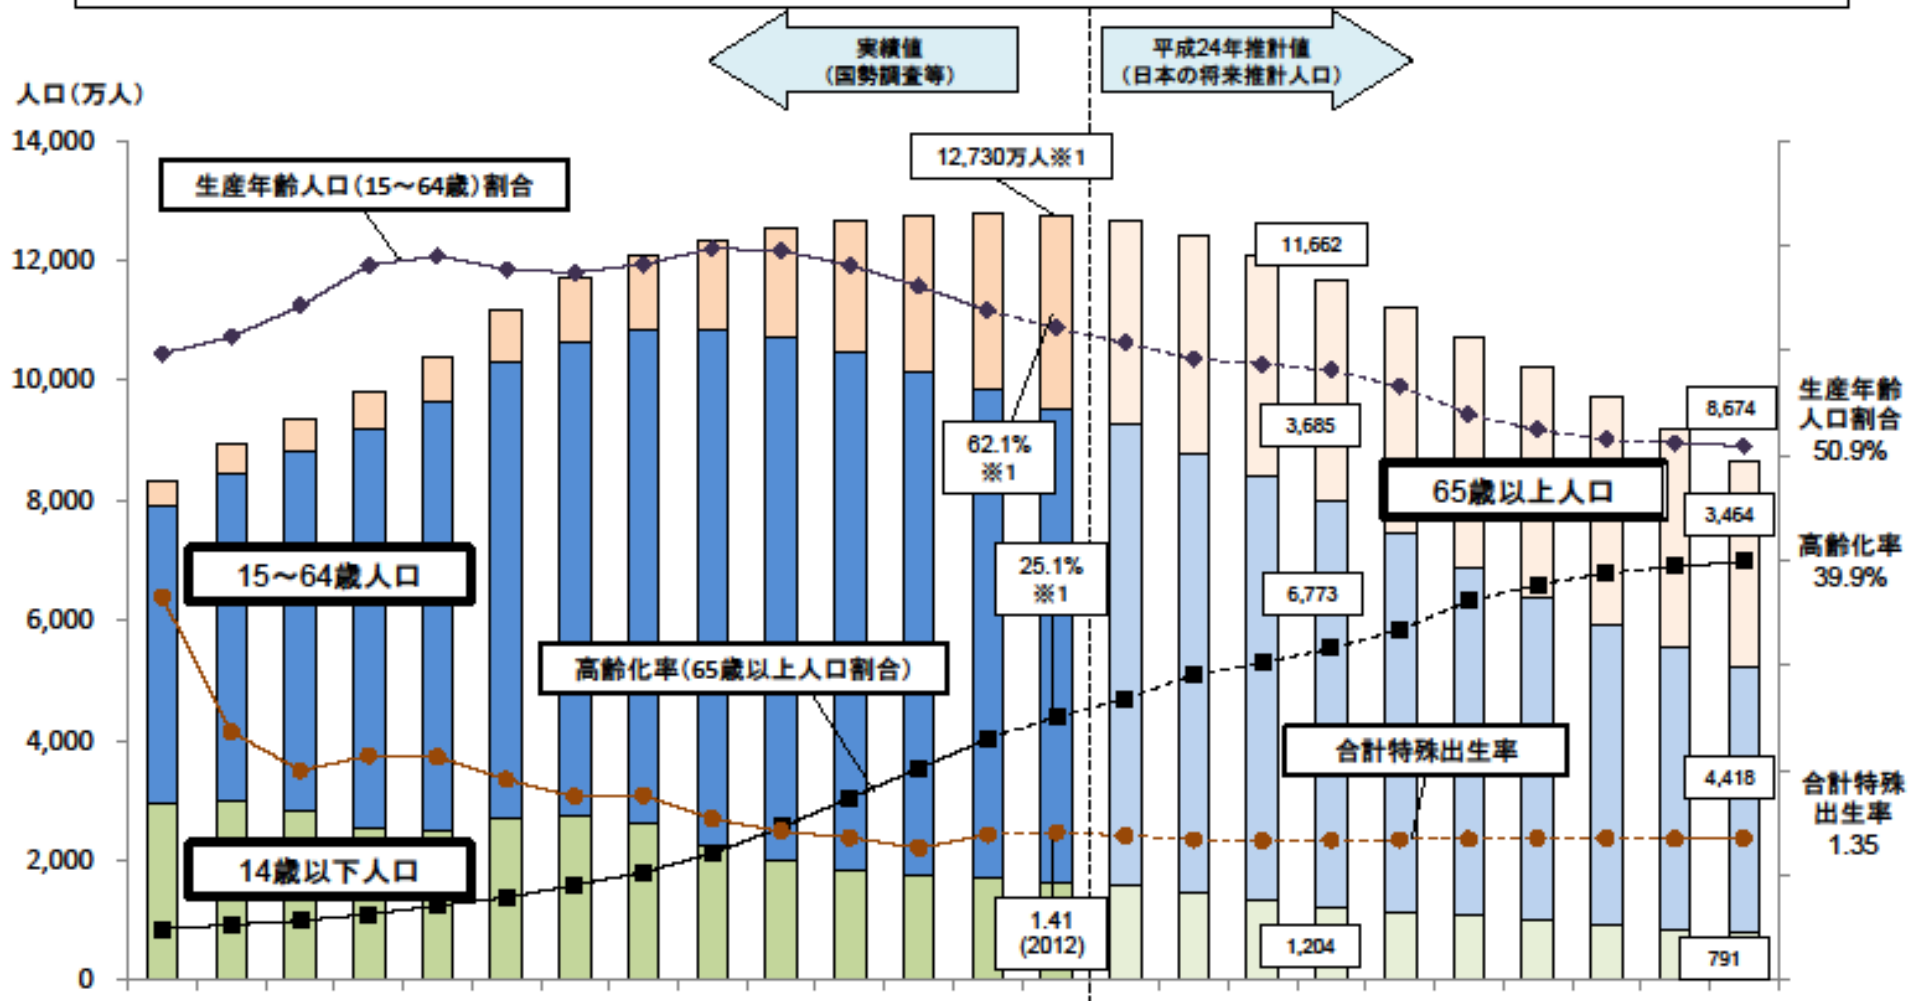 実績値
（国勢調査等）
平成24年推計値
（日本の将来推計人口）
人口（万人）
14,000
12,000
10,000
8,000
6,000
4,000
2,000
0
生産年齢人口（15～64歳）割合
12,730万人※1
11,662
62.1%
※1
3,685
8,674
生産年齢
人口割合
50.9%
65歳以上人口
3,464
15～64歳人口
25.1%
※1
6,773
高齢化率
39.9%
高齢化率（65歳以上人口割合）
合計特殊出生率
4,418
合計特殊
出生率
1.35
14歳以下人口
1.41
(2012)
1,204
791